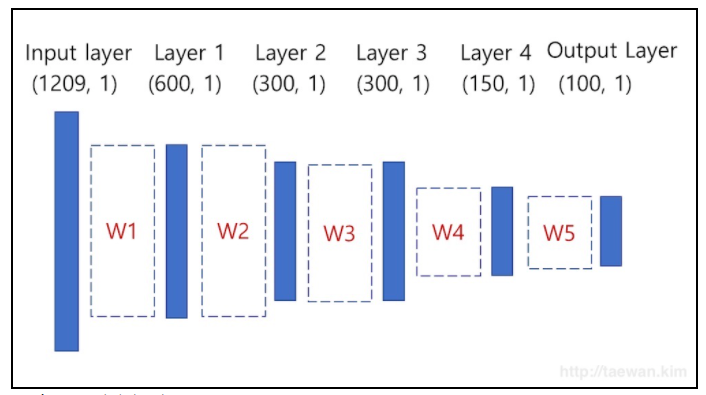 Input layer Layer 1 Layer 2 Layer 3 Layer 4 Output Layer
(1209, 1) (600, 1) (300, 1) (300, 1) (150, 1) (100, 1)
W1 W2 W3 W4 W5
http://taewan.kim